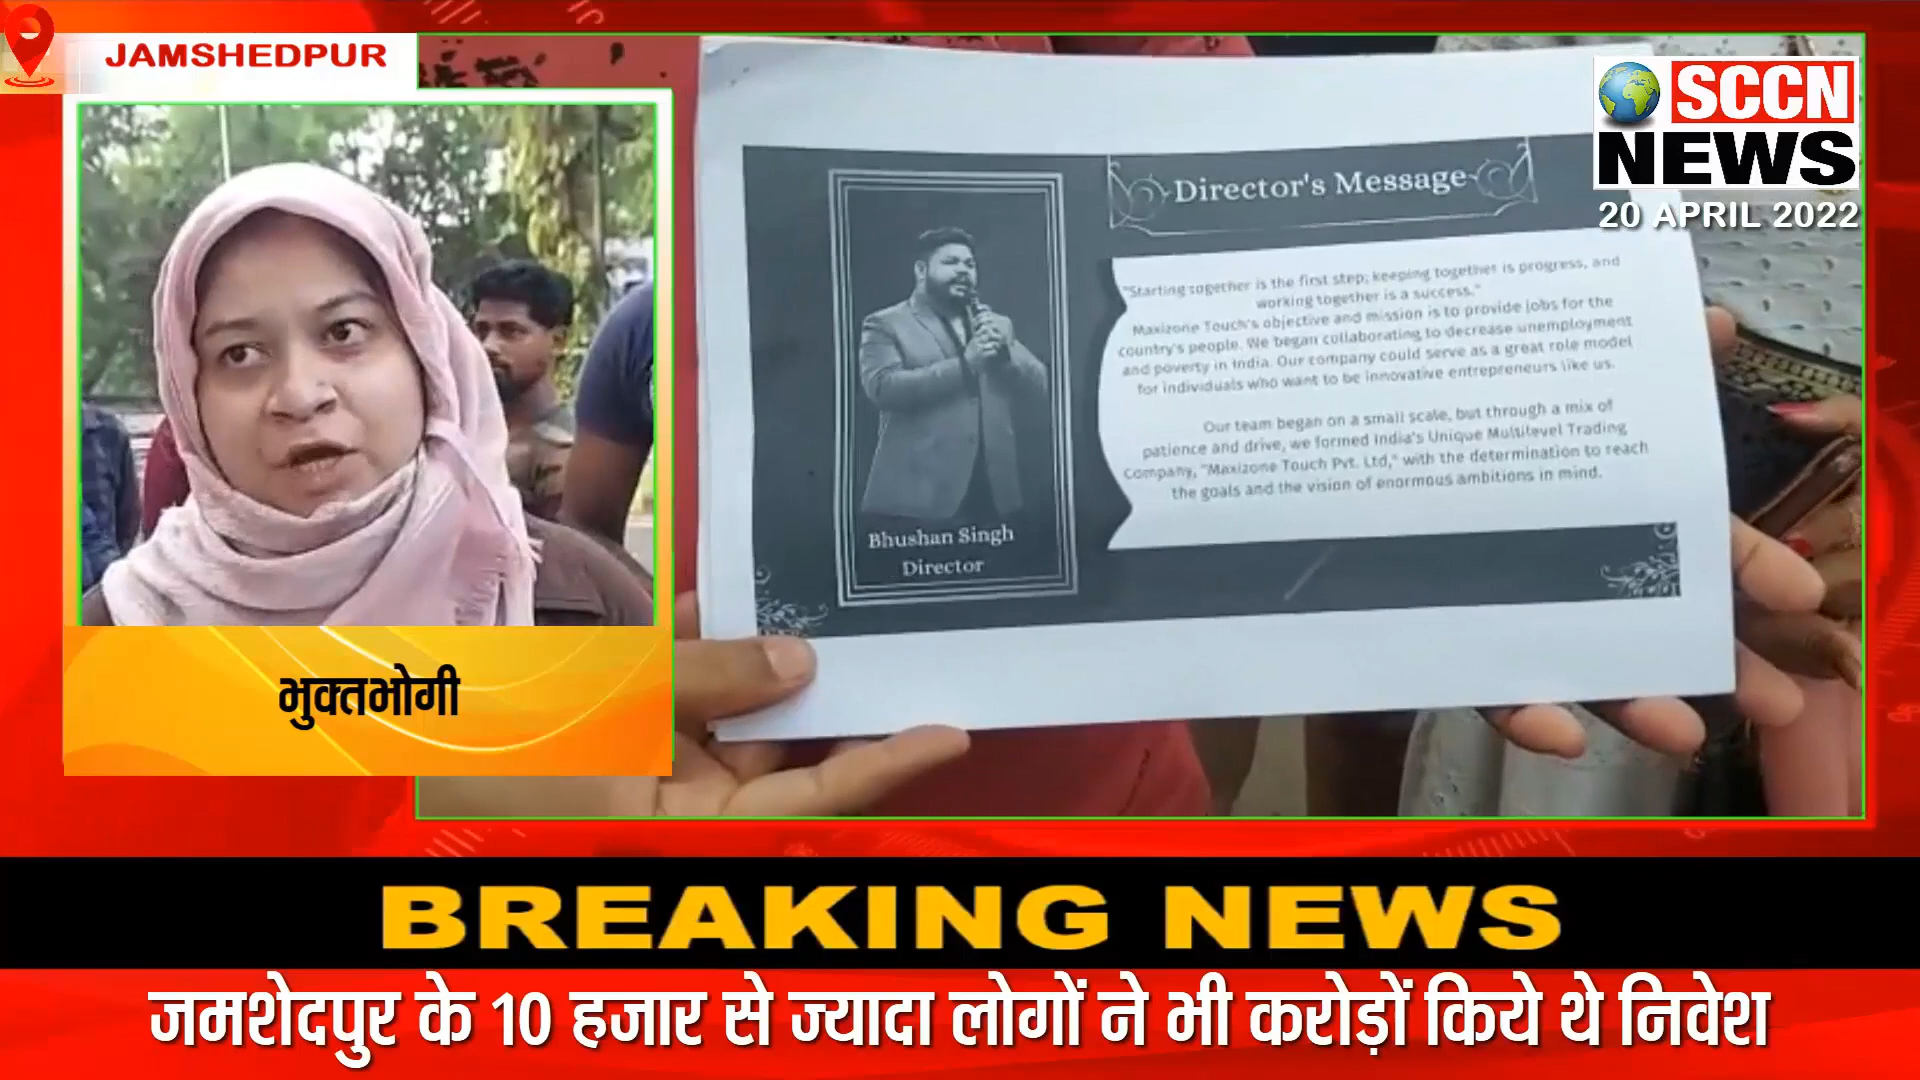 JAMSHEDPUR
SCCN
NEWS
20 APRIL 2022
Director's Message
"Starting together is the first step; keeping together is progress, and
working together is a success."
Maxizone Touch's objective and mission is to provide jobs for the
country's people. We began collaborating to decrease unemployment
and poverty in India. Our company could serve as a great role model
for individuals who want to be innovative entrepreneurs like us.
Our team began on a small scale, but through a mix of
patience and drive, we formed India's Unique Multilevel Trading
Company, "Maxizone Touch Pvt. Ltd," with the determination to reach
the goals and the vision of enormous ambitions in mind.
Bhushan Singh
Director
भुक्तभोगी
BREAKING NEWS
जमशेदपुर के 10 हजार से ज्यादा लोगों ने भी करोड़ों किये थे निवेश